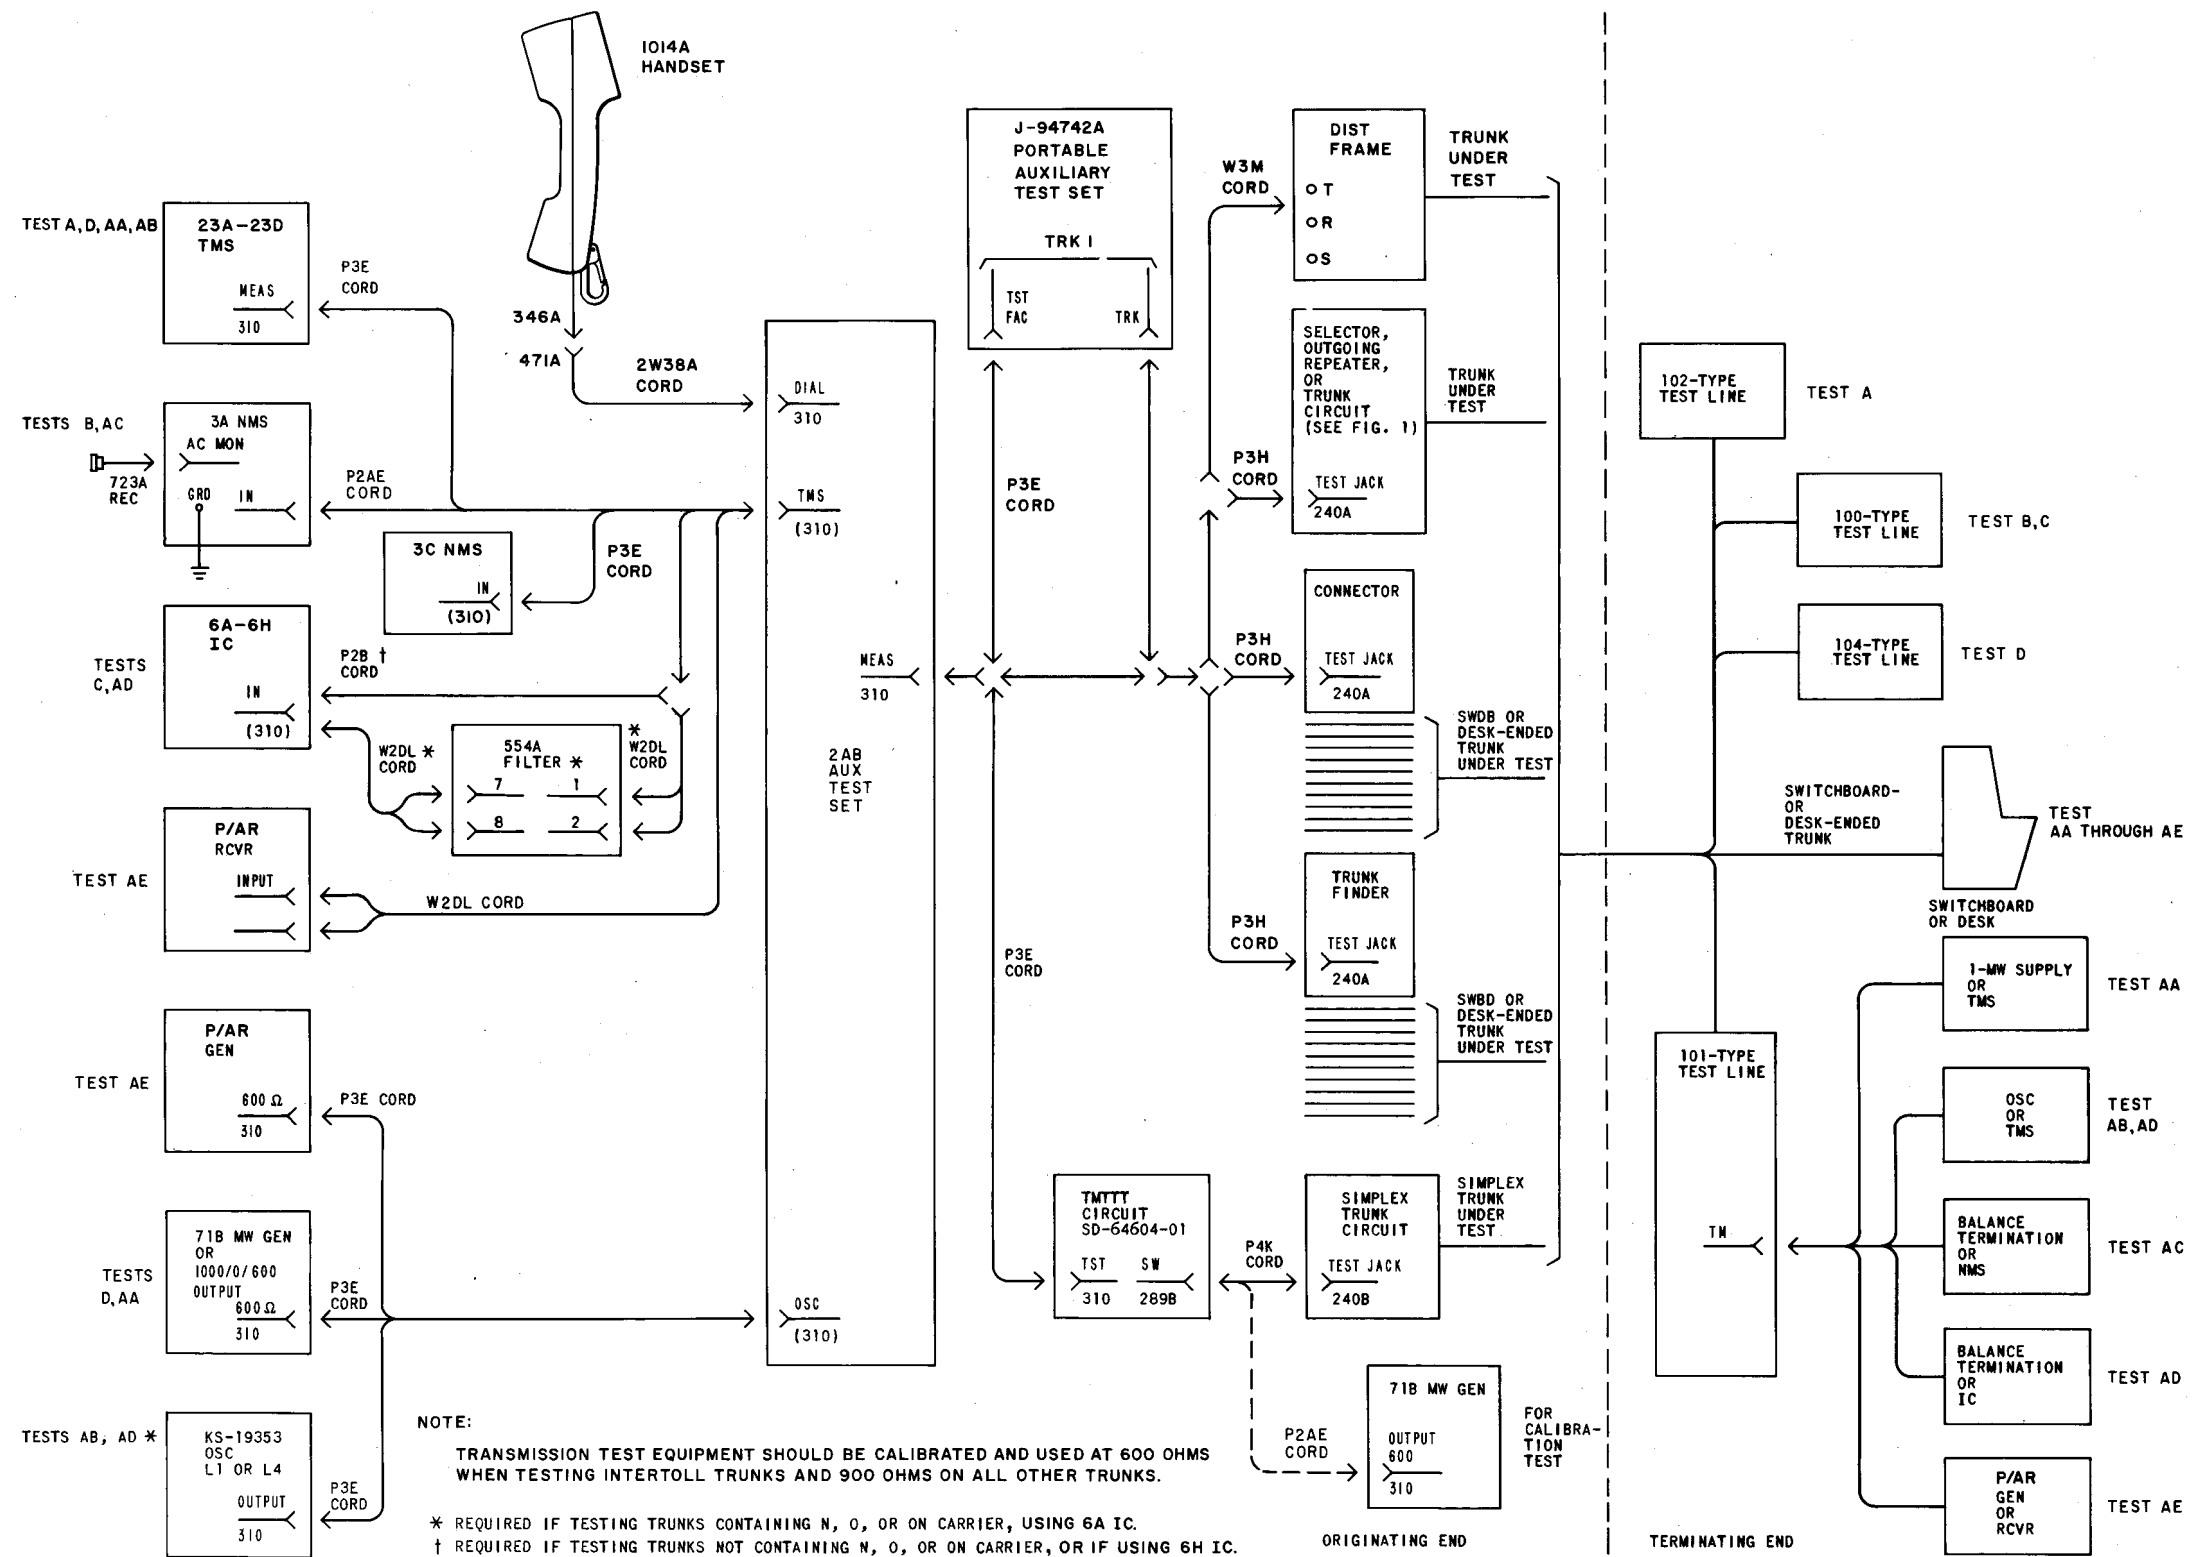 1014A
HANDSET
346A
471A
2W38A
CORD
TEST A, D, AA, AB
23A-23D
TMS
MEAS
310
P3E
CORD
TESTS B, AC
3A NMS
AC MON
723A
REC
GRD
IN
P2AE
CORD
3C NMS
IN
(310)
P3E
CORD
TESTS
C, AD
6A-6H
IC
IN
(310)
P2B †
CORD
W2DL *
CORD
554A
FILTER *
7
1
8
2
*
W2DL
CORD
TEST AE
P/AR
RCVR
INPUT
W2DL CORD
TEST AE
P/AR
GEN
600 Ω
310
P3E CORD
TESTS
D, AA
71B MW GEN
OR
1000/0/600
OUTPUT
600Ω
310
P3E
CORD
TESTS AB, AD *
KS-19353
OSC
L1 OR L4
OUTPUT
310
P3E
CORD
DIAL
310
TMS
(310)
MEAS
310
2AB
AUX
TEST
SET
OSC
(310)
J-94742A
PORTABLE
AUXILIARY
TEST SET
TRK 1
TST
FAC
TRK
P3E
CORD
P3E
CORD
W3M
CORD
DIST
FRAME
T
R
S
TRUNK
UNDER
TEST
SELECTOR,
OUTGOING
REPEATER,
OR
TRUNK
CIRCUIT
(SEE FIG. 1)
TEST JACK
240A
P3H
CORD
TRUNK
UNDER
TEST
CONNECTOR
TEST JACK
240A
P3H
CORD
SWDB OR
DESK-ENDED
TRUNK
UNDER TEST
TRUNK
FINDER
TEST JACK
240A
P3H
CORD
SWBD OR
DESK-ENDED
TRUNK
UNDER TEST
TMTTT
CIRCUIT
SD-64604-01
TST
310
SW
289B
P4K
CORD
SIMPLEX
TRUNK
CIRCUIT
TEST JACK
240B
SIMPLEX
TRUNK
UNDER
TEST
P2AE
CORD
71B MW GEN
OUTPUT
600
310
FOR
CALIBRA-
TION
TEST
102-TYPE
TEST LINE
TEST A
100-TYPE
TEST LINE
TEST B, C
104-TYPE
TEST LINE
TEST D
SWITCHBOARD-
OR
DESK-ENDED
TRUNK
TEST
AA THROUGH AE
SWITCHBOARD
OR DESK
101-TYPE
TEST LINE
TM
1-MW SUPPLY
OR
TMS
TEST AA
OSC
OR
TMS
TEST
AB, AD
BALANCE
TERMINATION
OR
NMS
TEST AC
BALANCE
TERMINATION
OR
IC
TEST AD
P/AR
GEN
OR
RCVR
TEST AE
NOTE:
TRANSMISSION TEST EQUIPMENT SHOULD BE CALIBRATED AND USED AT 600 OHMS
WHEN TESTING INTERTOLL TRUNKS AND 900 OHMS ON ALL OTHER TRUNKS.
* REQUIRED IF TESTING TRUNKS CONTAINING N, O, OR ON CARRIER, USING 6A IC.
† REQUIRED IF TESTING TRUNKS NOT CONTAINING N, O, OR ON CARRIER, OR IF USING 6H IC.
ORIGINATING END
TERMINATING END